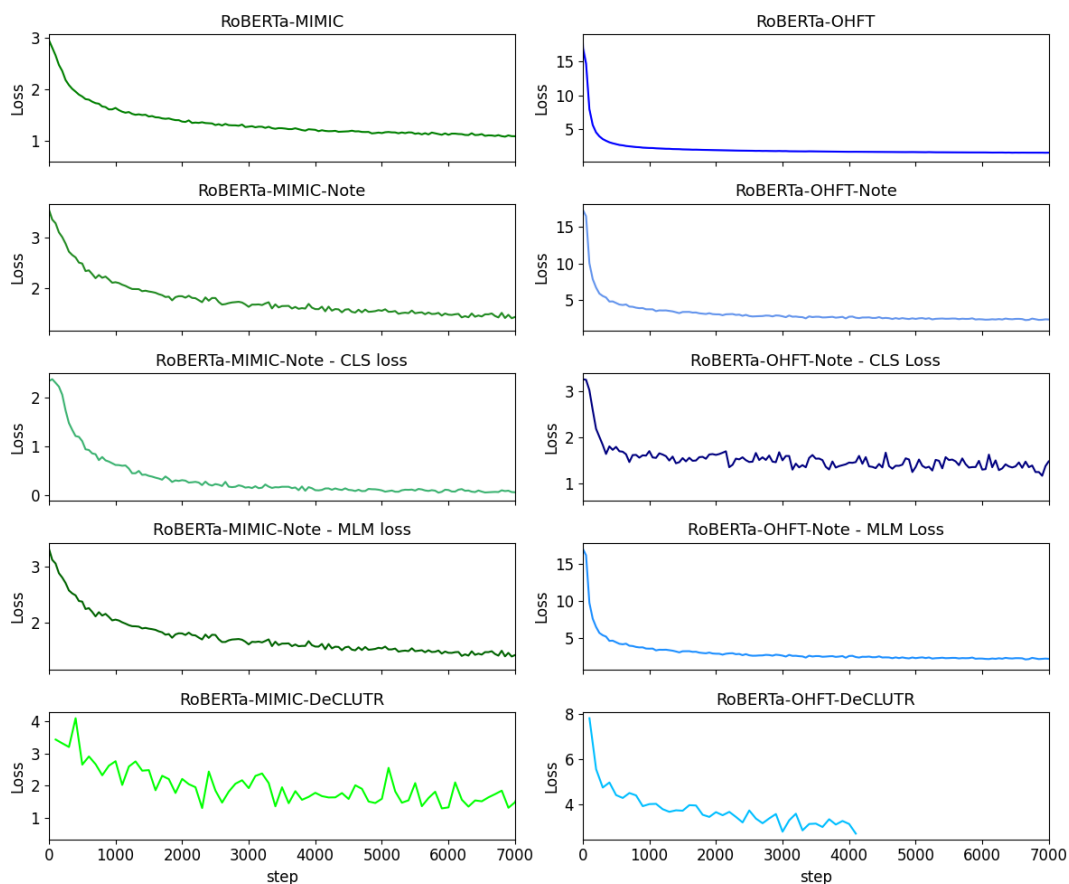 RoBERTa-MIMIC
RoBERTa-OHFT
Loss
3
2
1
Loss
15
10
5
RoBERTa-MIMIC-Note
RoBERTa-OHFT-Note
Loss
3
2
Loss
15
10
5
RoBERTa-MIMIC-Note - CLS loss
RoBERTa-OHFT-Note - CLS Loss
Loss
2
1
0
Loss
3
2
1
RoBERTa-MIMIC-Note - MLM loss
RoBERTa-OHFT-Note - MLM Loss
Loss
3
2
Loss
15
10
5
RoBERTa-MIMIC-DeCLUTR
RoBERTa-OHFT-DeCLUTR
Loss
4
3
2
1
Loss
8
6
4
0 1000 2000 3000 4000 5000 6000 7000
0 1000 2000 3000 4000 5000 6000 7000
step
step